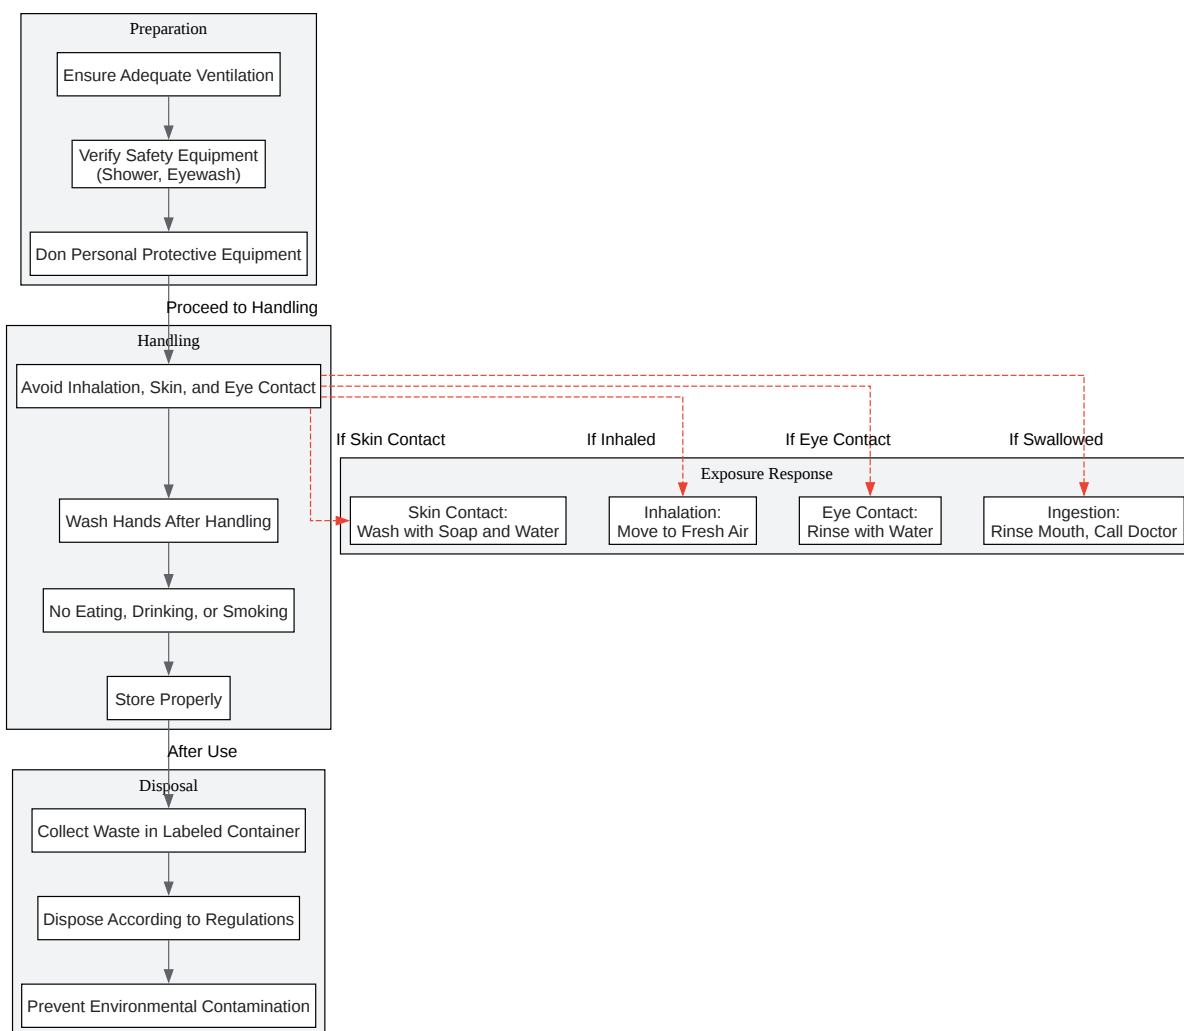 Preparation
Ensure Adequate Ventilation
Verify Safety Equipment
(Shower, Eyewash)
Don Personal Protective Equipment
Proceed to Handling
Handling
Avoid Inhalation, Skin, and Eye Contact
If Skin Contact
If Inhaled
If Eye Contact
If Swallowed
Exposure Response
Skin Contact:
Wash with Soap and Water
Inhalation:
Move to Fresh Air
Eye Contact:
Rinse with Water
Ingestion:
Rinse Mouth, Call Doctor
Wash Hands After Handling
No Eating, Drinking, or Smoking
Store Properly
After Use
Disposal
Collect Waste in Labeled Container
Dispose According to Regulations
Prevent Environmental Contamination